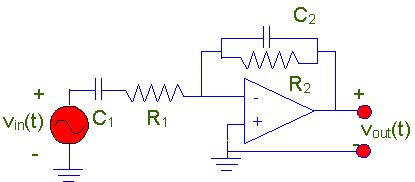 C2
+
C1
R1
R2
-
+
+
vin(t)
vout(t)
-
-